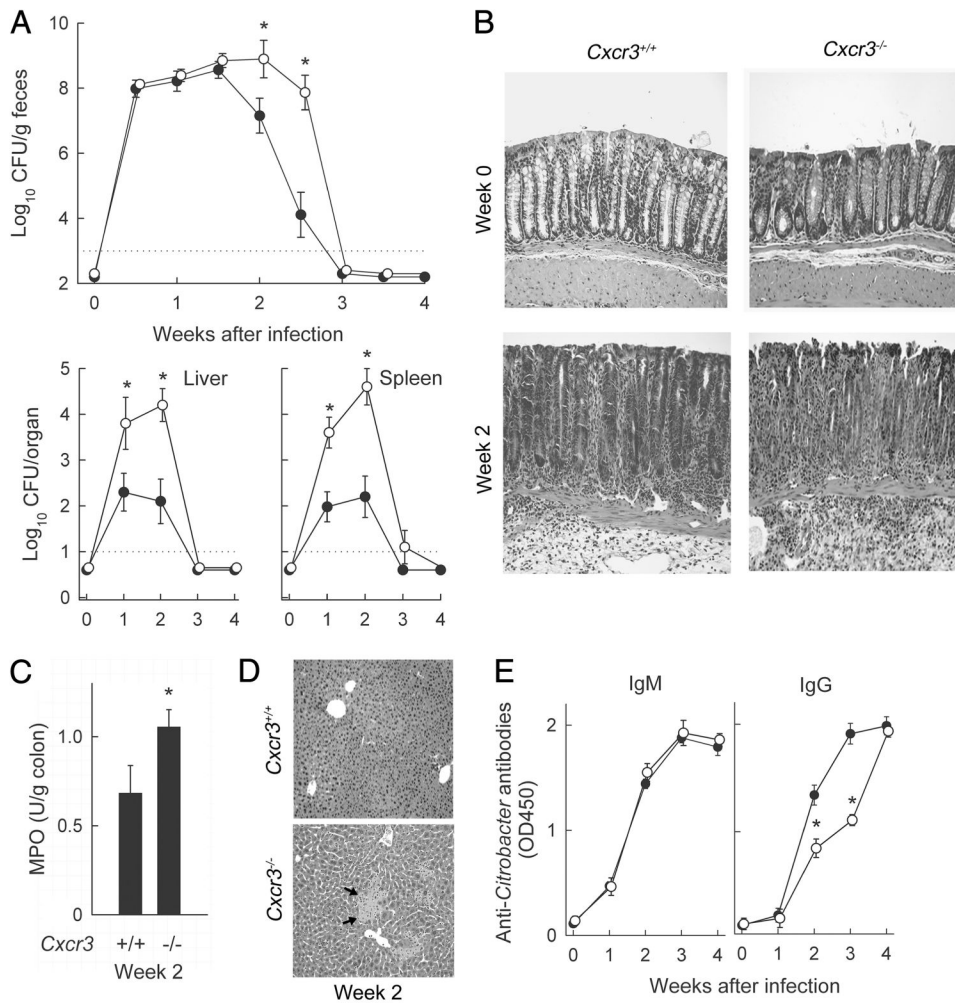 A
Log10 CFU/g feces
10
8
6
4
2
0 1 2 3 4
* *
Weeks after infection
Log10 CFU/organ
5
4
3
2
1
0
Liver
* *
0 1 2 3 4
Spleen
* *
0 1 2 3 4
B
Cxcr3+/+ Cxcr3-/-
Week 0
Week 2
C
MPO (U/g colon)
1.0
0.5
0
*
Cxcr3 +/+ -/-
Week 2
D
Cxcr3+/+
Cxcr3-/-
Week 2
E
IgM IgG
Anti-Citrobacter antibodies
(OD450)
2
1
0
* *
0 1 2 3 4 0 1 2 3 4
Weeks after infection